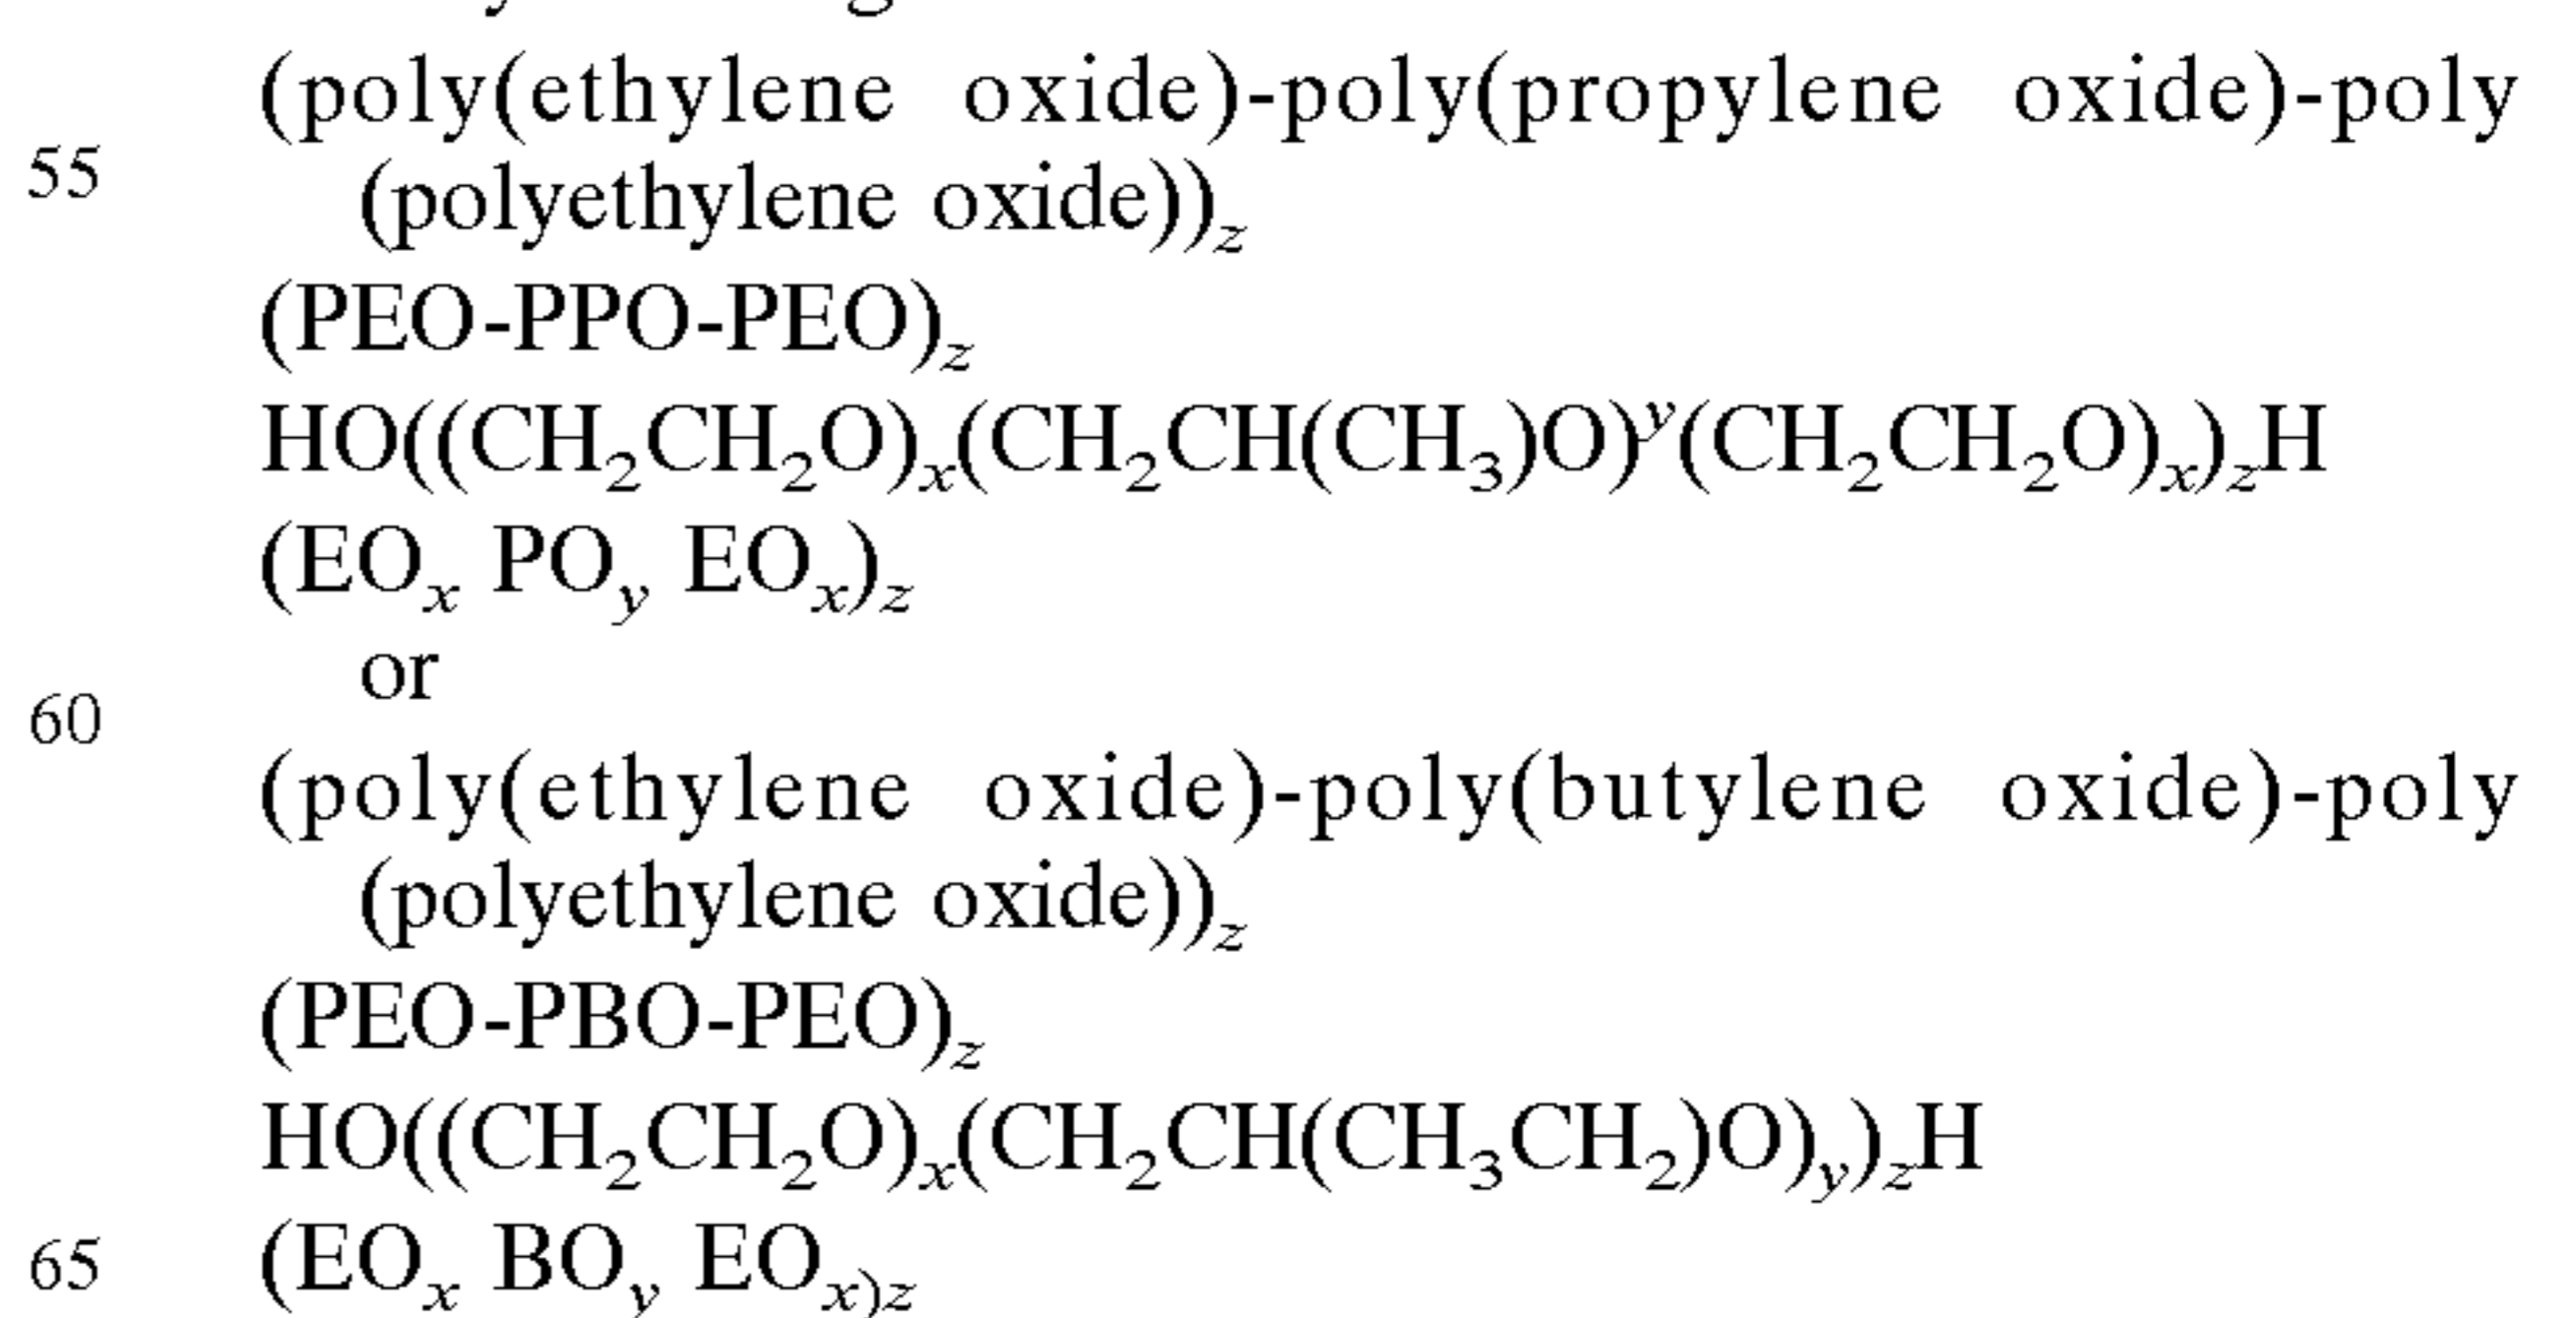 (poly(ethylene oxide)-poly(propylene oxide)-poly
55 (polyethylene oxide))z
(PEO-PPO-PEO)z
HO((CH₂CH₂O)ₓ(CH₂CH(CH₃)O)ʸ(CH₂CH₂O)ₓ)zH
(EOₓ POy EOₓ)z
or
60
(poly(ethylene oxide)-poly(butylene oxide)-poly
(polyethylene oxide))z
(PEO-PBO-PEO)z
HO((CH₂CH₂O)ₓ(CH₂CH(CH₃CH₂)O)y)zH
65 (EOₓ BOy EOₓ)z